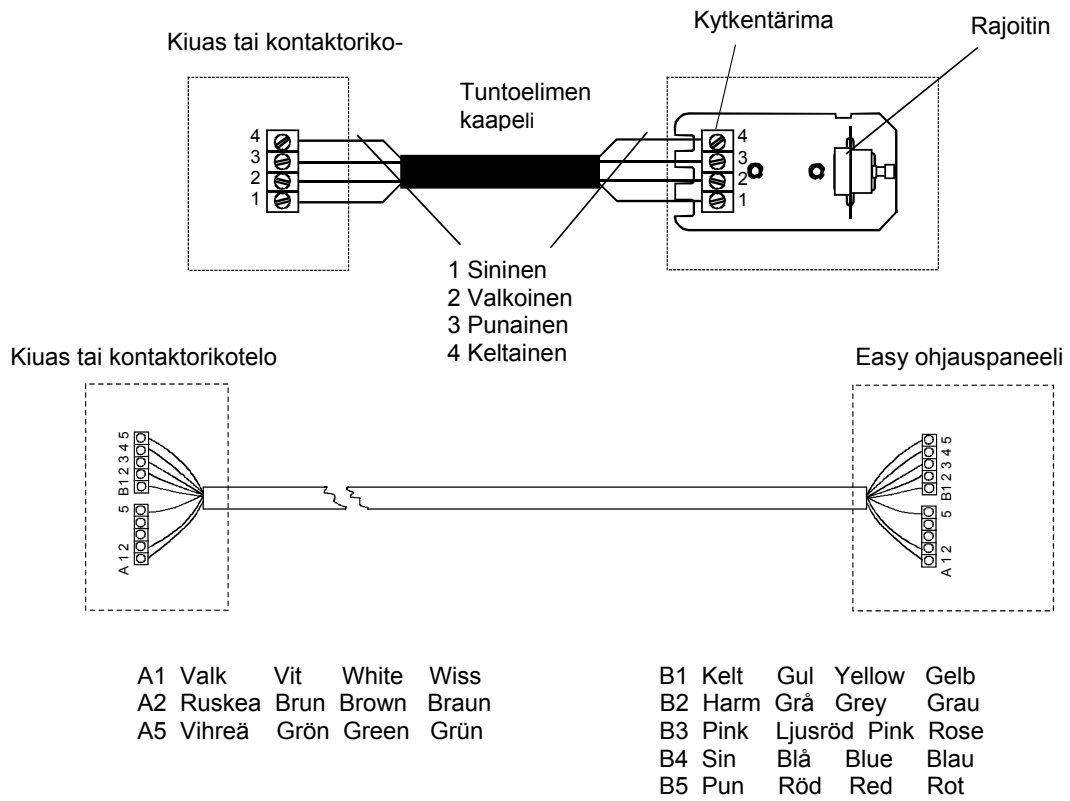 Kiuas tai kontaktoriko-
Kytkentärima
Rajoitin
Tuntoelimen
kaapeli
4
3
2
1
4
3
2
1
1 Sininen
2 Valkoinen
3 Punainen
4 Keltainen
Kiuas tai kontaktorikotelo
Easy ohjauspaneeli
B1 2 3 4 5
A 1 2 5
B1 2 3 4 5
A 1 2 5
A1 Valk Vit White Wiss
A2 Ruskea Brun Brown Braun
A5 Vihreä Grön Green Grün
B1 Kelt Gul Yellow Gelb
B2 Harm Grå Grey Grau
B3 Pink Ljusröd Pink Rose
B4 Sin Blå Blue Blau
B5 Pun Röd Red Rot